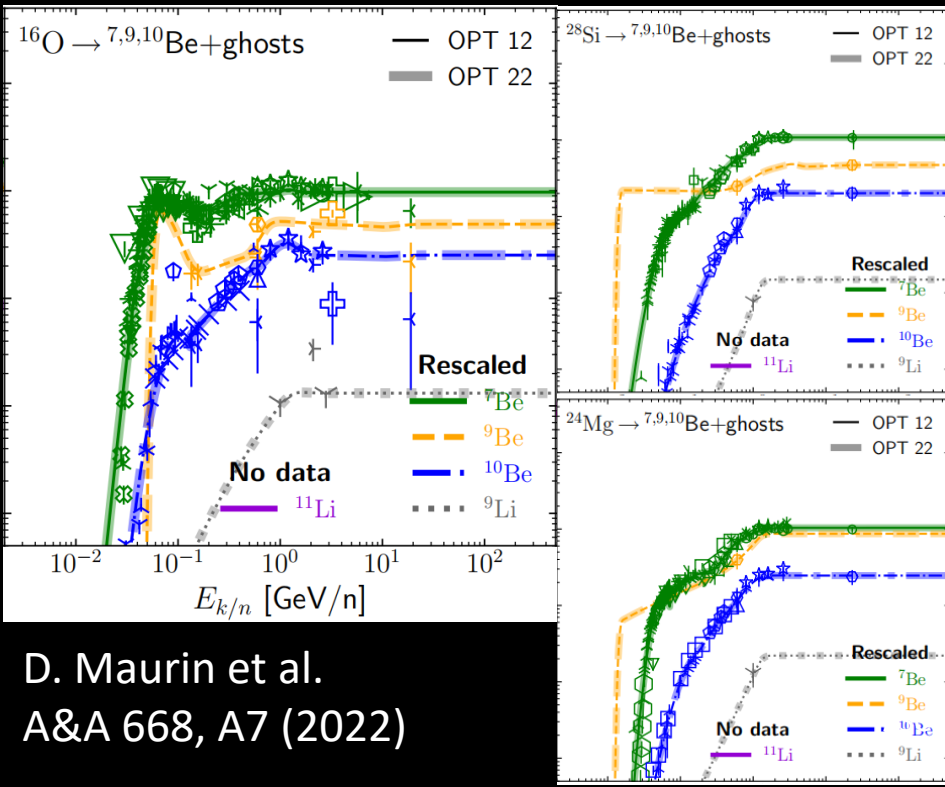 ¹⁶O → ⁷,⁹,¹⁰Be+ghosts
OPT 12
OPT 22
Rescaled
⁷Be
⁹Be
¹⁰Be
⁹Li
No data
¹¹Li
10⁻² 10⁻¹ 10⁰ 10¹ 10²
E_{k/n} [GeV/n]
²⁸Si → ⁷,⁹,¹⁰Be+ghosts
OPT 12
OPT 22
Rescaled
⁷Be
⁹Be
¹⁰Be
⁹Li
No data
¹¹Li
²⁴Mg → ⁷,⁹,¹⁰Be+ghosts
OPT 12
OPT 22
Rescaled
⁷Be
⁹Be
¹⁰Be
⁹Li
No data
¹¹Li
D. Maurin et al.
A&A 668, A7 (2022)